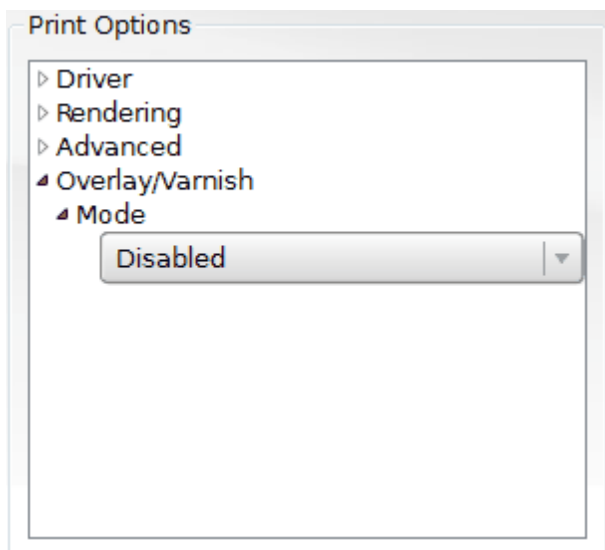 Print Options
Driver
Rendering
Advanced
Overlay/Varnish
Mode
Disabled